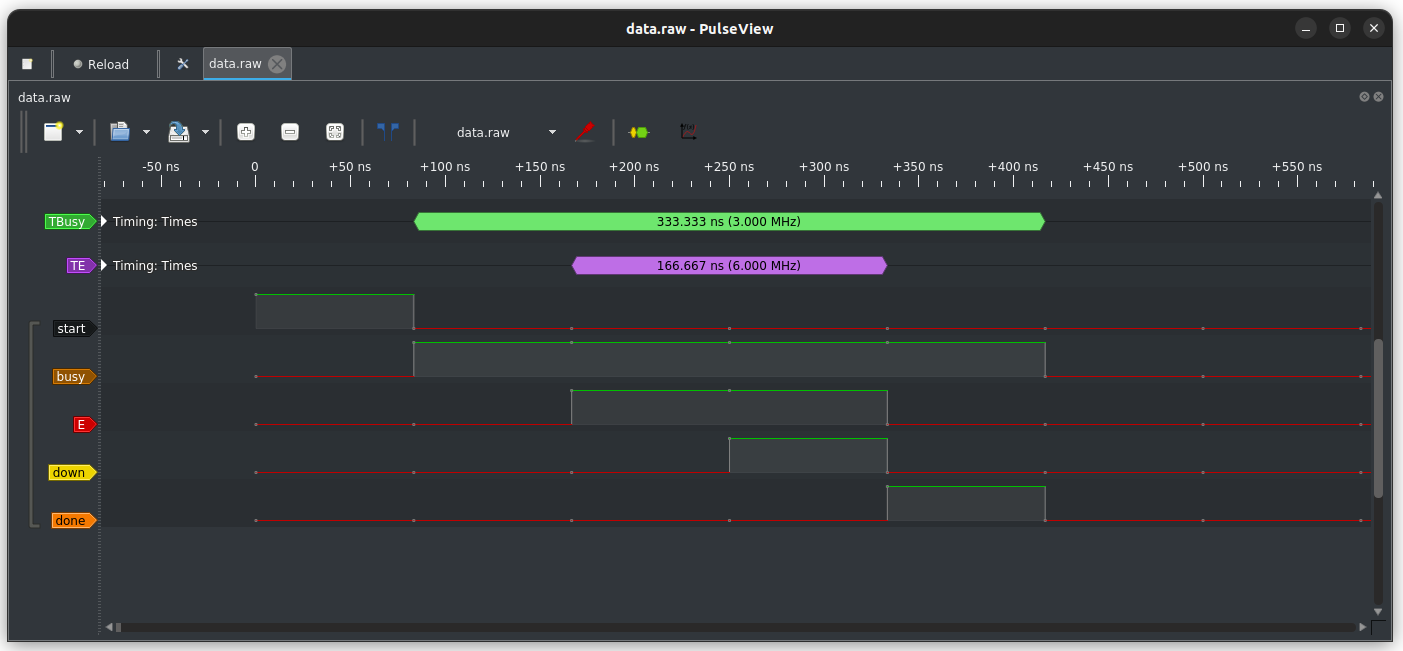 data.raw - PulseView
Reload
data.raw
data.raw
data.raw
-50 ns 0 +50 ns +100 ns +150 ns +200 ns +250 ns +300 ns +350 ns +400 ns +450 ns +500 ns +550 ns
TBusy Timing: Times 333.333 ns (3.000 MHz)
TE Timing: Times 166.667 ns (6.000 MHz)
start
busy
E
down
done